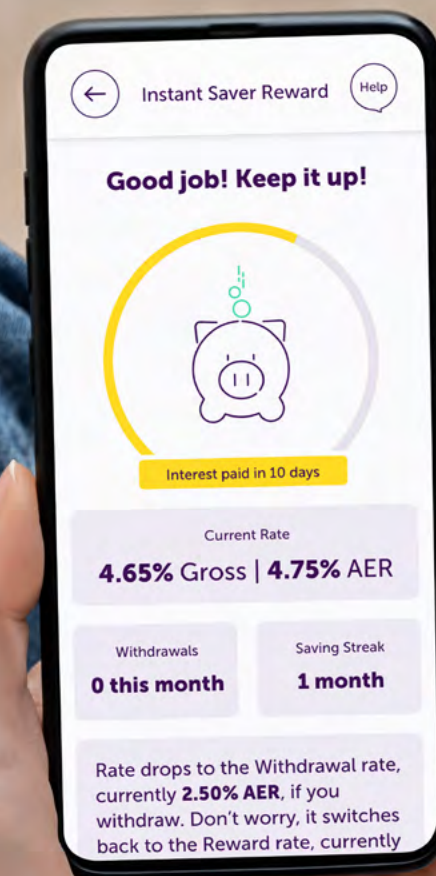 Instant Saver Reward
Help
Good job! Keep it up!
Interest paid in 10 days
Current Rate
4.65% Gross | 4.75% AER
Withdrawals
0 this month
Saving Streak
1 month
Rate drops to the Withdrawal rate,
currently 2.50% AER, if you
withdraw. Don't worry, it switches
back to the Reward rate, currently